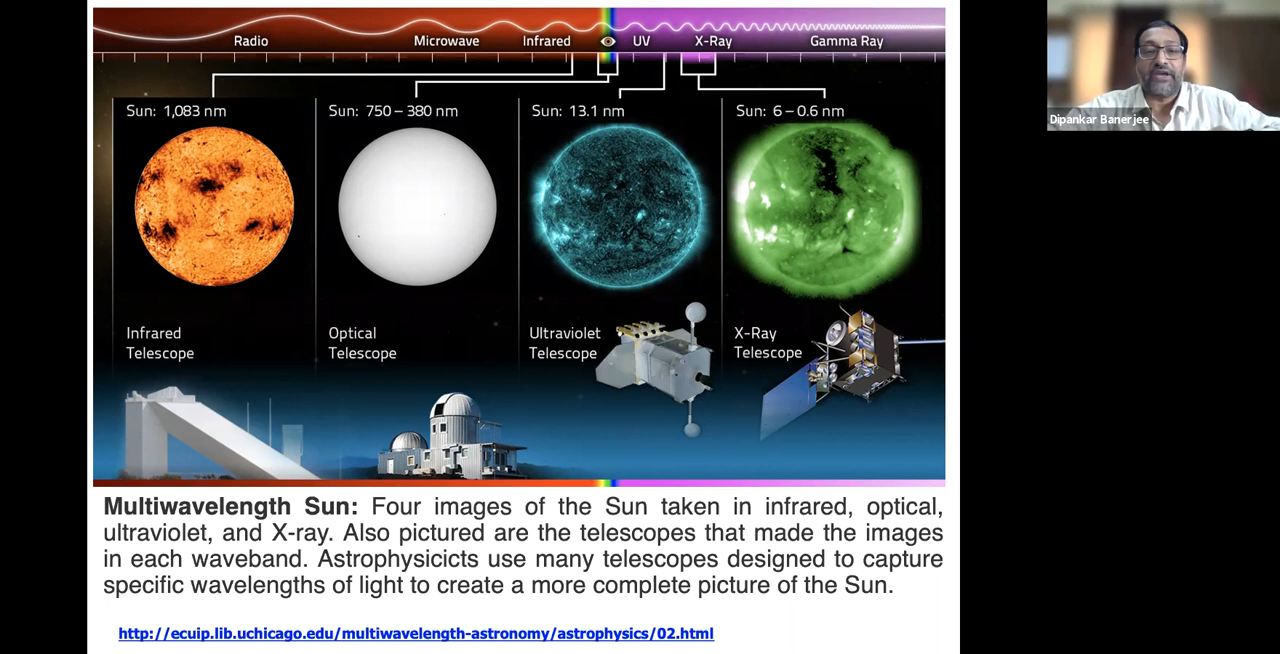 Radio Microwave Infrared UV X-Ray Gamma Ray
Sun: 1,083 nm
Sun: 750 – 380 nm
Sun: 13.1 nm
Sun: 6 – 0.6 nm
Dipankar Banerjee
Infrared
Telescope
Optical
Telescope
Ultraviolet
Telescope
X-Ray
Telescope
Multiwavelength Sun: Four images of the Sun taken in infrared, optical,
ultraviolet, and X-ray. Also pictured are the telescopes that made the images
in each waveband. Astrophysicicts use many telescopes designed to capture
specific wavelengths of light to create a more complete picture of the Sun.
http://ecuip.lib.uchicago.edu/multiwavelength-astronomy/astrophysics/02.html